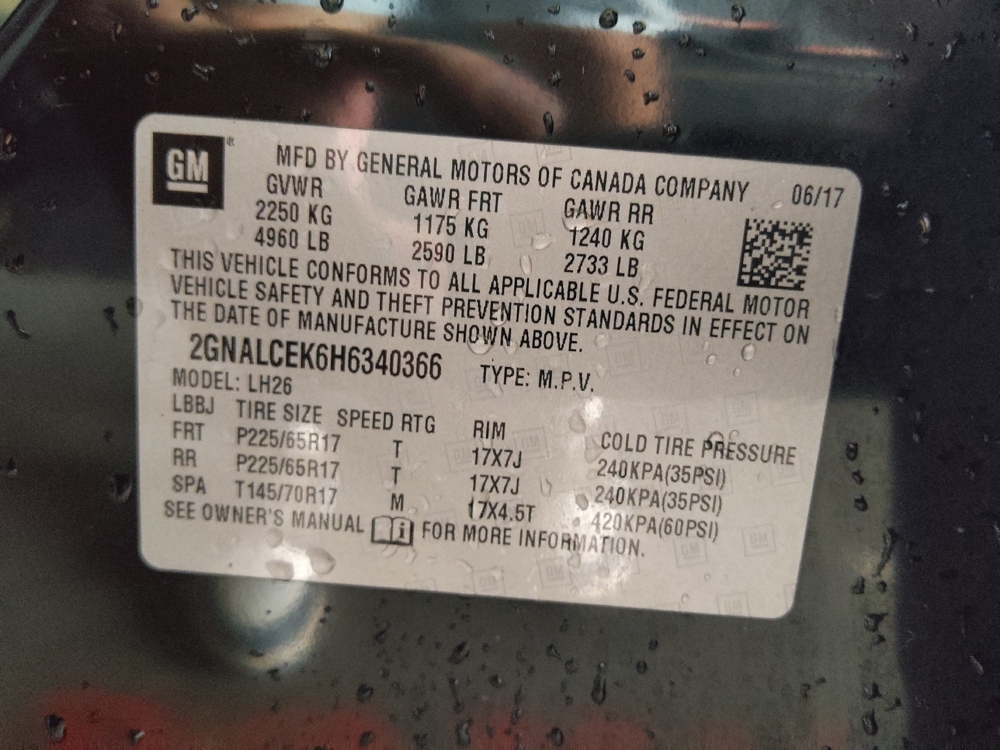 GM ®
MFD BY GENERAL MOTORS OF CANADA COMPANY 06/17
GVWR GAWR FRT GAWR RR
2250 KG 1175 KG 1240 KG
4960 LB 2590 LB 2733 LB
THIS VEHICLE CONFORMS TO ALL APPLICABLE U.S. FEDERAL MOTOR
VEHICLE SAFETY AND THEFT PREVENTION STANDARDS IN EFFECT ON
THE DATE OF MANUFACTURE SHOWN ABOVE.
2GNALCEK6H6340366 TYPE: M.P.V.
MODEL: LH26
LBBJ TIRE SIZE SPEED RTG RIM COLD TIRE PRESSURE
FRT P225/65R17 T 17X7J 240KPA(35PSI)
RR P225/65R17 T 17X7J 240KPA(35PSI)
SPA T145/70R17 M 17X4.5T 420KPA(60PSI)
SEE OWNER'S MANUAL FOR MORE INFORMATION.